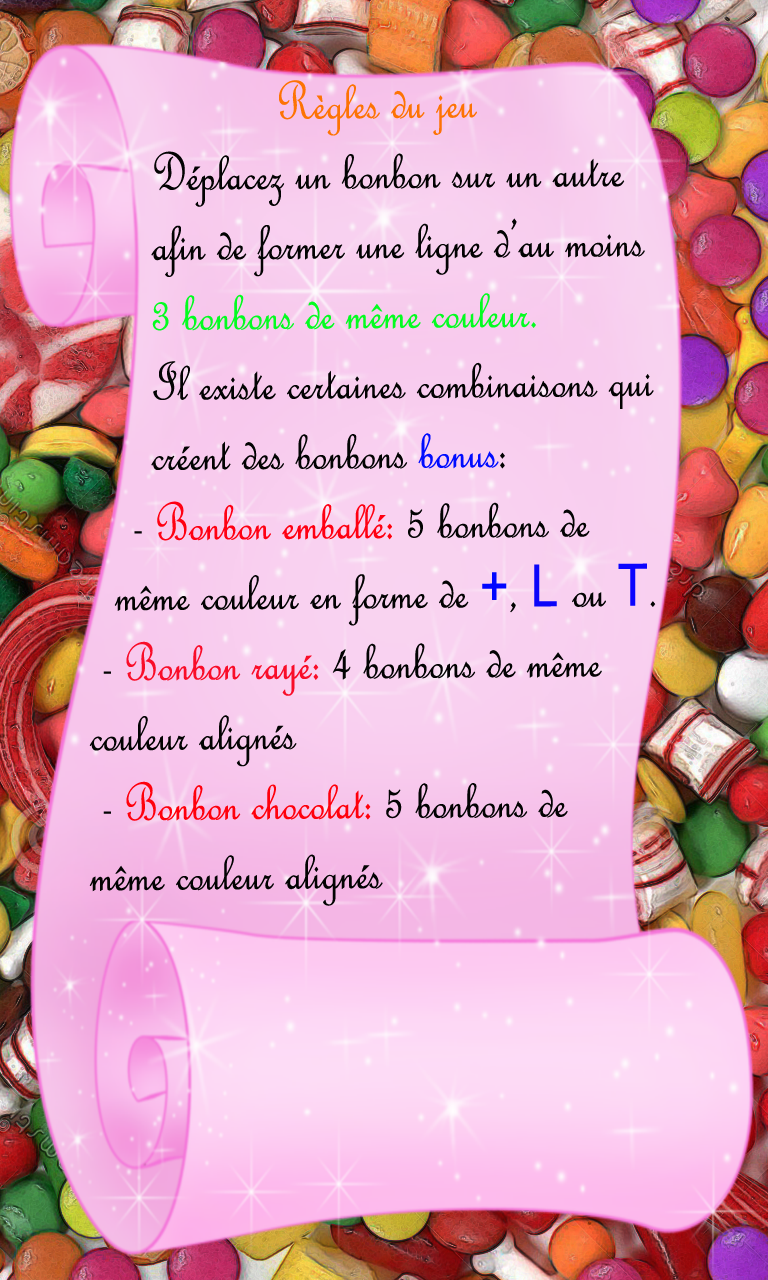 Règles du jeu
Déplacez un bonbon sur un autre
afin de former une ligne d'au moins
3 bonbons de même couleur.
Il existe certaines combinaisons qui
créent des bonbons bonus:
- Bonbon emballé: 5 bonbons de
même couleur en forme de +, L ou T.
- Bonbon rayé: 4 bonbons de même
couleur alignés
- Bonbon chocolat: 5 bonbons de
même couleur alignés